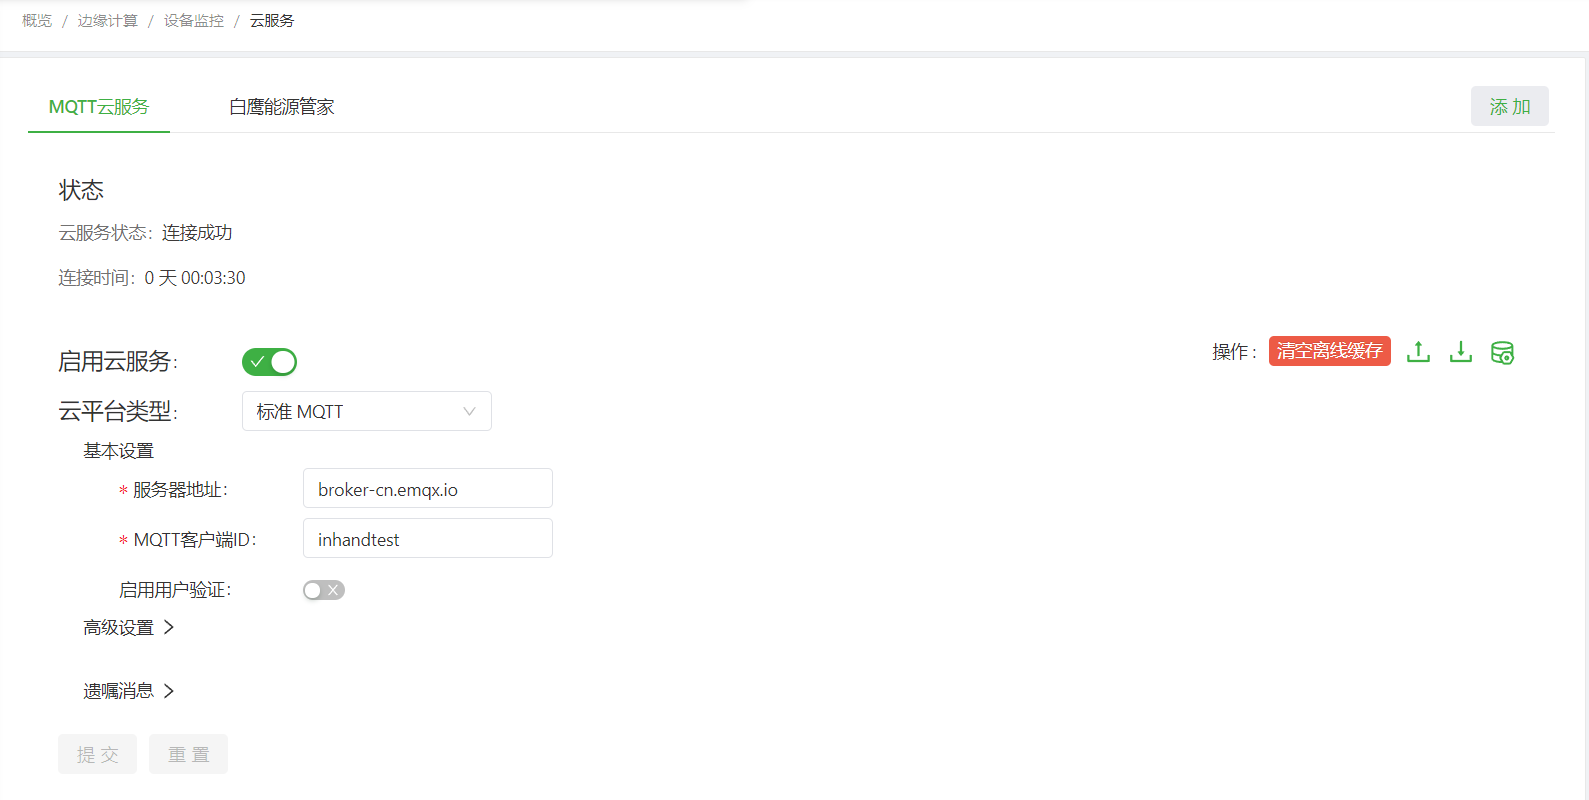 概览 / 边缘计算 / 设备监控 / 云服务
MQTT云服务 白鹰能源管家 添 加
状态
云服务状态: 连接成功
连接时间: 0 天 00:03:30
启用云服务:
操作 : 清空离线缓存
云平台类型: 标准 MQTT
基本设置
* 服务器地址: broker-cn.emqx.io
* MQTT客户端ID: inhandtest
启用用户验证:
高级设置
遗嘱消息
提 交 重 置